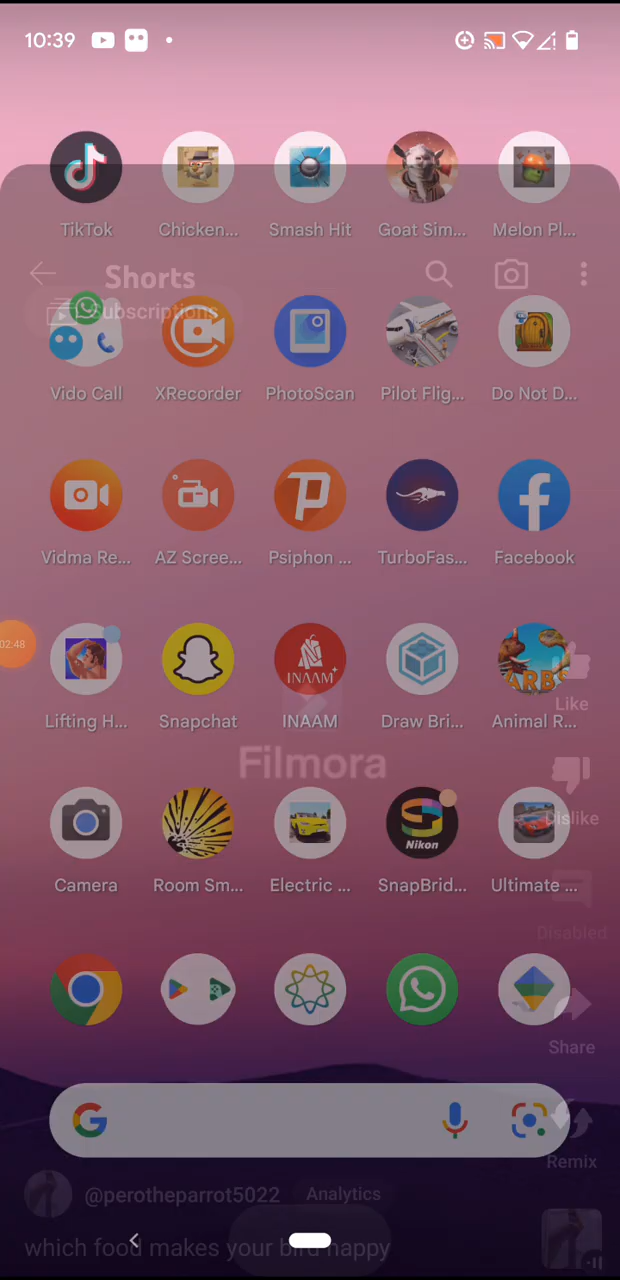 10:39
TikTok
Chicken...
Smash Hit
Goat Sim...
Melon Pl...
Shorts
Subscriptions
Vido Call
XRecorder
PhotoScan
Pilot Flig...
Do Not D...
Vidma Re...
AZ Scree...
Psiphon ...
TurboFas...
Facebook
02:48
INAAM
ARBS
Like
Lifting H...
Snapchat
INAAM
Draw Bri...
Animal R...
Filmora
Dislike
Nikon
Camera
Room Sm...
Electric ...
SnapBrid...
Ultimate ...
Disabled
Share
Remix
@perotheparrot5022
Analytics
which food makes your bird happy